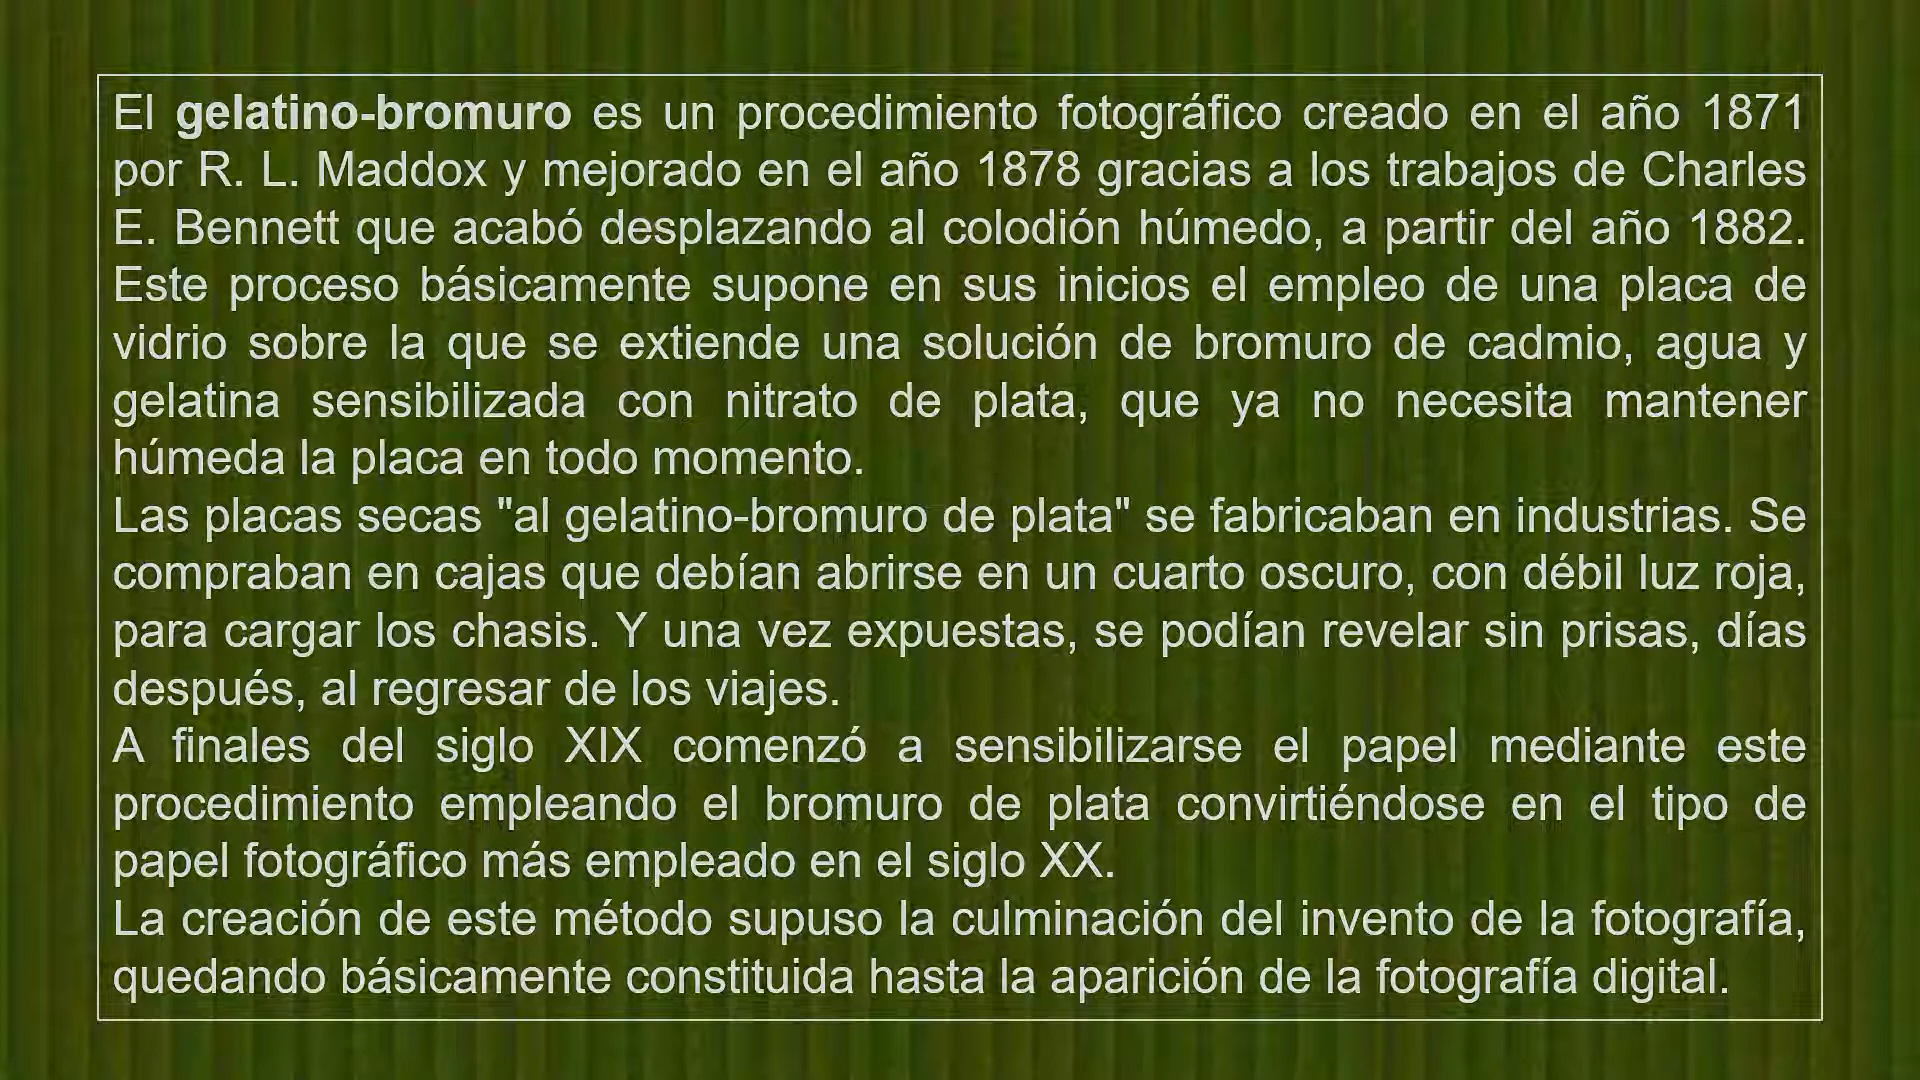 El gelatino-bromuro es un procedimiento fotográfico creado en el año 1871
por R. L. Maddox y mejorado en el año 1878 gracias a los trabajos de Charles
E. Bennett que acabó desplazando al colodión húmedo, a partir del año 1882.
Este proceso básicamente supone en sus inicios el empleo de una placa de
vidrio sobre la que se extiende una solución de bromuro de cadmio, agua y
gelatina sensibilizada con nitrato de plata, que ya no necesita mantener
húmeda la placa en todo momento.
Las placas secas "al gelatino-bromuro de plata" se fabricaban en industrias. Se
compraban en cajas que debían abrirse en un cuarto oscuro, con débil luz roja,
para cargar los chasis. Y una vez expuestas, se podían revelar sin prisas, días
después, al regresar de los viajes.
A finales del siglo XIX comenzó a sensibilizarse el papel mediante este
procedimiento empleando el bromuro de plata convirtiéndose en el tipo de
papel fotográfico más empleado en el siglo XX.
La creación de este método supuso la culminación del invento de la fotografía,
quedando básicamente constituida hasta la aparición de la fotografía digital.